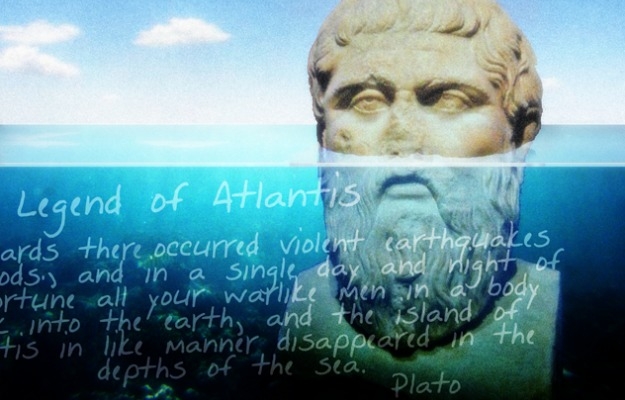 Legend of Atlantis
ards there occurred violent earthquakes
ods., and in a single day and night of
ortune all your warlike men in a body
into the earth, and the island of
tis in like manner disappeared in the
depths of the sea.
Plato